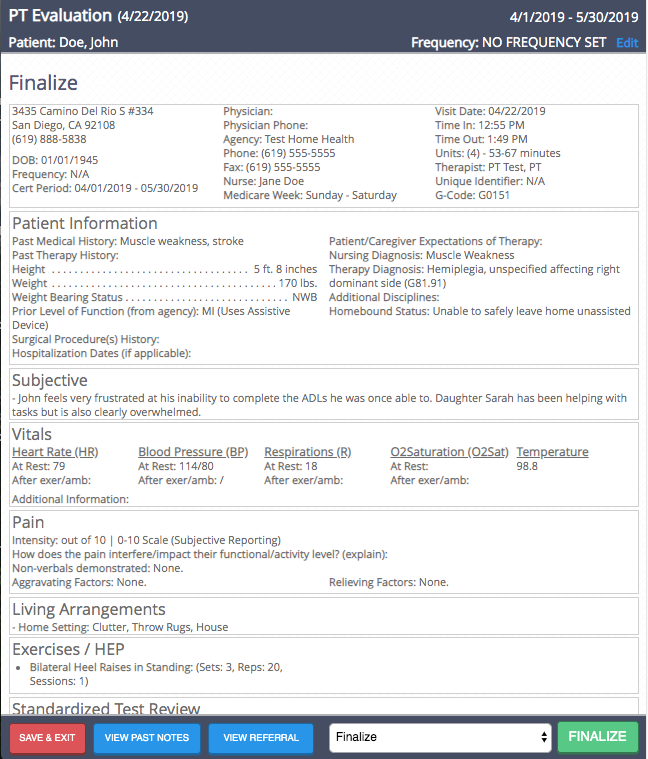 PT Evaluation (4/22/2019)
4/1/2019 - 5/30/2019
Patient: Doe, John
Frequency: NO FREQUENCY SET Edit
Finalize
3435 Camino Del Rio S #334
San Diego, CA 92108
(619) 888-5838
DOB: 01/01/1945
Frequency: N/A
Cert Period: 04/01/2019 - 05/30/2019
Physician:
Physician Phone:
Agency: Test Home Health
Phone: (619) 555-5555
Fax: (619) 555-5555
Nurse: Jane Doe
Medicare Week: Sunday - Saturday
Visit Date: 04/22/2019
Time In: 12:55 PM
Time Out: 1:49 PM
Units: (4) - 53-67 minutes
Therapist: PT Test, PT
Unique Identifier: N/A
G-Code: G0151
Patient Information
Past Medical History: Muscle weakness, stroke
Past Therapy History:
Height . . . . . . . . . . . . . . . . . . . . . . . . . . . . . . . . . . 5 ft. 8 inches
Weight . . . . . . . . . . . . . . . . . . . . . . . . . . . . . . . . . . . . . . . 170 lbs.
Weight Bearing Status . . . . . . . . . . . . . . . . . . . . . . . . . . . . . NWB
Prior Level of Function (from agency): MI (Uses Assistive
Device)
Surgical Procedure(s) History:
Hospitalization Dates (if applicable):
Patient/Caregiver Expectations of Therapy:
Nursing Diagnosis: Muscle Weakness
Therapy Diagnosis: Hemiplegia, unspecified affecting right
dominant side (G81.91)
Additional Disciplines:
Homebound Status: Unable to safely leave home unassisted
Subjective
- John feels very frustrated at his inability to complete the ADLs he was once able to. Daughter Sarah has been helping with
tasks but is also clearly overwhelmed.
Vitals
Heart Rate (HR)
At Rest: 79
After exer/amb:
Blood Pressure (BP)
At Rest: 114/80
After exer/amb: /
Respirations (R)
At Rest: 18
After exer/amb:
O2Saturation (O2Sat)
At Rest:
After exer/amb:
Temperature
98.8
Additional Information:
Pain
Intensity: out of 10 | 0-10 Scale (Subjective Reporting)
How does the pain interfere/impact their functional/activity level? (explain):
Non-verbals demonstrated: None.
Aggravating Factors: None.
Relieving Factors: None.
Living Arrangements
- Home Setting: Clutter, Throw Rugs, House
Exercises / HEP
• Bilateral Heel Raises in Standing: (Sets: 3, Reps: 20,
Sessions: 1)
Standardized Test Review
SAVE & EXIT
VIEW PAST NOTES
VIEW REFERRAL
Finalize
FINALIZE